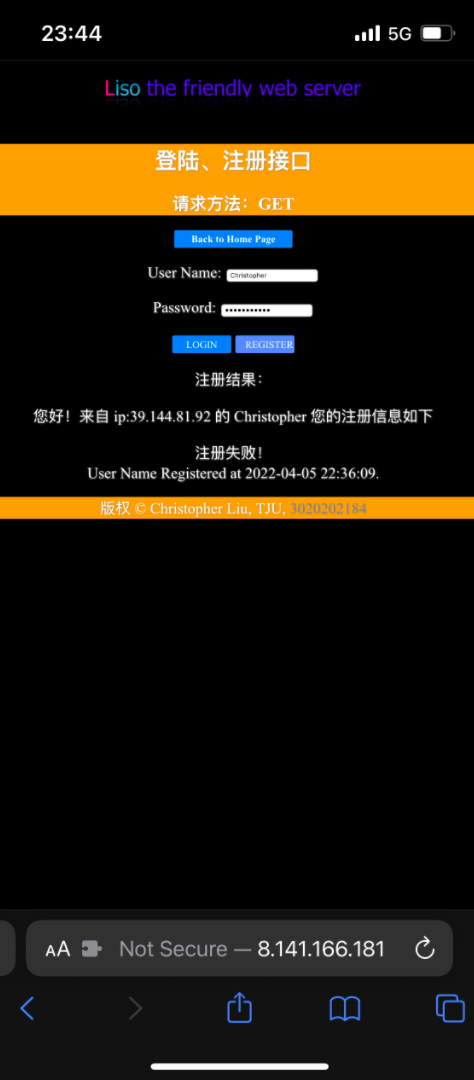 23:44
5G
Liso the friendly web server
登陆、注册接口
请求方法：GET
Back to Home Page
User Name: Christopher
Password: •••••••••••
LOGIN REGISTER
注册结果：
您好！来自 ip:39.144.81.92 的 Christopher 您的注册信息如下
注册失败！
User Name Registered at 2022-04-05 22:36:09.
版权 © Christopher Liu, TJU, 3020202184
AA Not Secure — 8.141.166.181